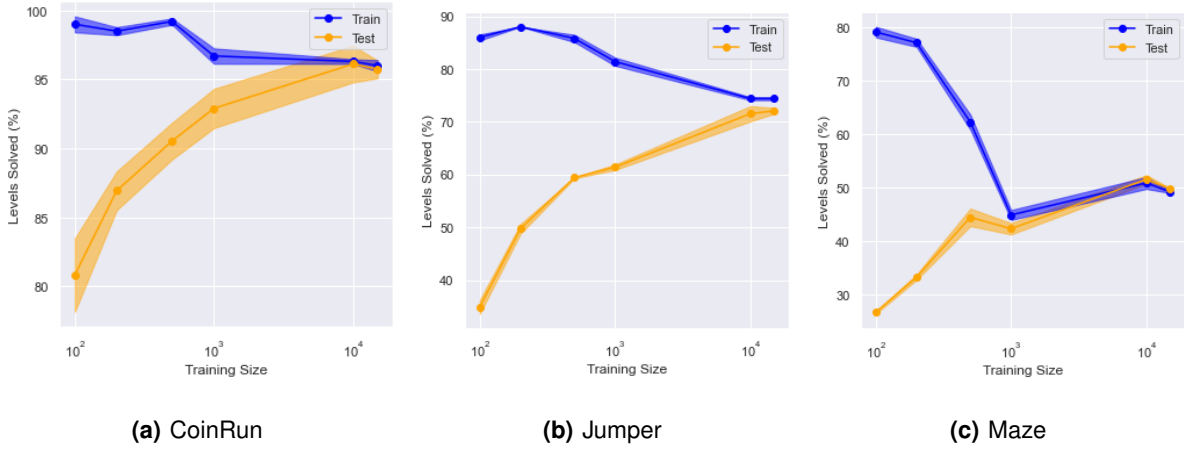 100
95
90
85
80
Levels Solved (%)
10²
10³
10⁴
Training Size
Train
Test
(a) CoinRun
90
80
70
60
50
40
Levels Solved (%)
10²
10³
10⁴
Training Size
Train
Test
(b) Jumper
80
70
60
50
40
30
Levels Solved (%)
10²
10³
10⁴
Training Size
Train
Test
(c) Maze